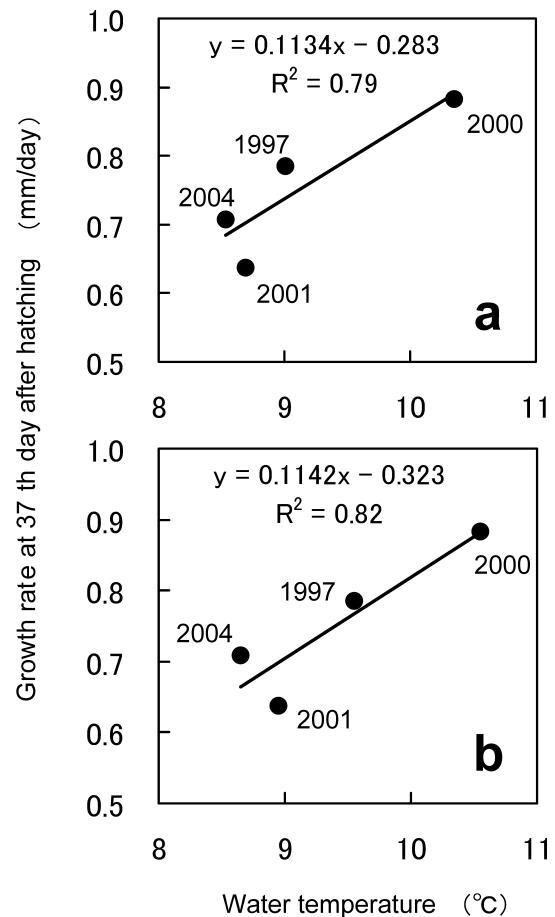 Growth rate at 37 th day after hatching (mm/day)
1.0
0.9
0.8
0.7
0.6
0.5
y = 0.1134x − 0.283
R² = 0.79
2000
1997
2004
2001
a
8 9 10 11
1.0
0.9
0.8
0.7
0.6
0.5
y = 0.1142x − 0.323
R² = 0.82
2000
1997
2004
2001
b
8 9 10 11
Water temperature (℃)